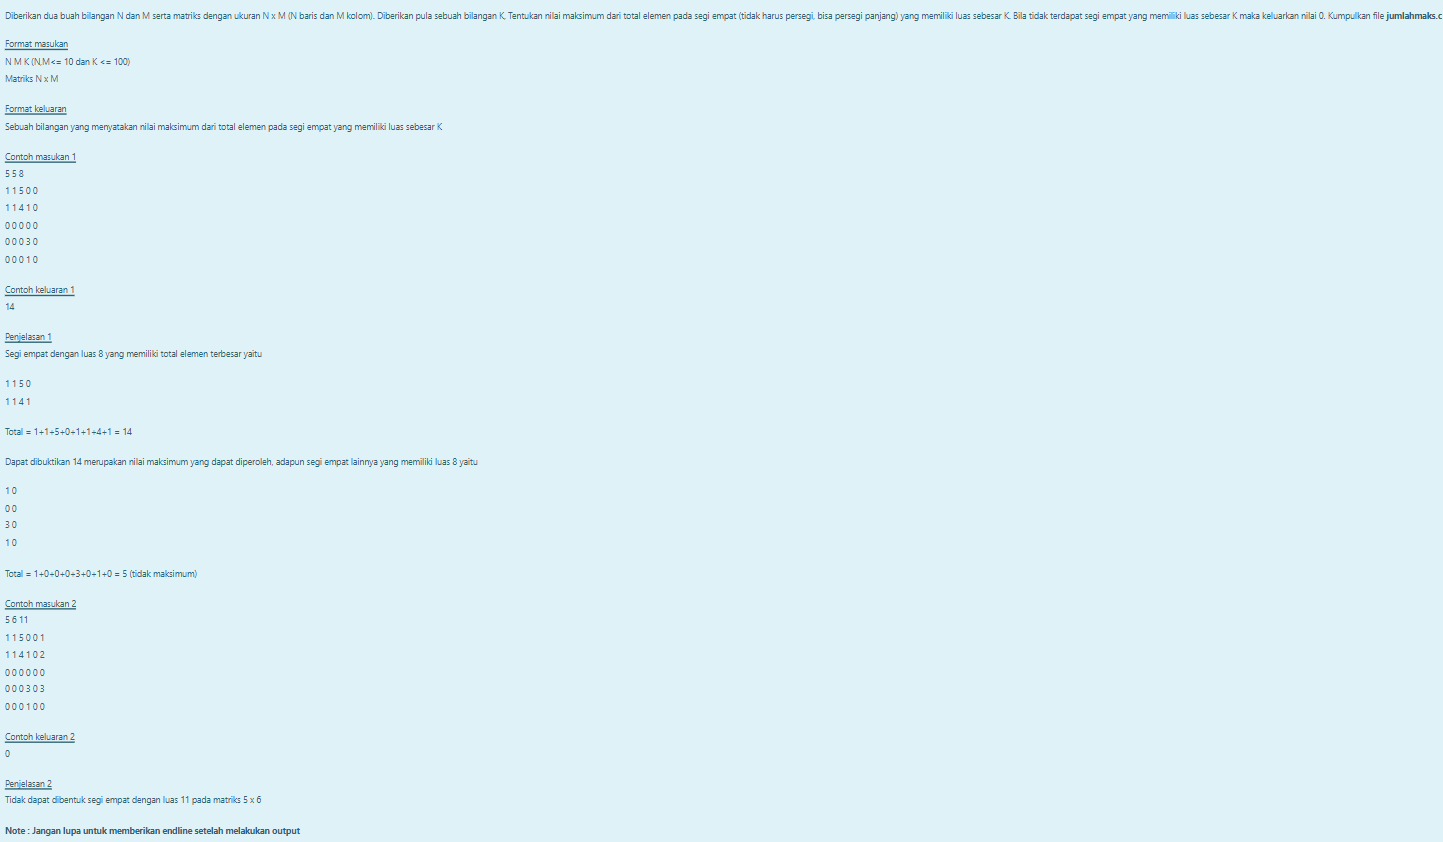 Diberikan dua buah bilangan N dan M serta matriks dengan ukuran N x M (N baris dan M kolom). Diberikan pula sebuah bilangan K, Tentukan nilai maksimum dari total elemen pada segi empat (tidak harus persegi, bisa persegi panjang) yang memiliki luas sebesar K. Bila tidak terdapat segi empat yang memiliki luas sebesar K maka keluarkan nilai 0. Kumpulkan file jumlahmaks.c
Format masukan
N M K (N,M<= 10 dan K <= 100)
Matriks N x M
Format keluaran
Sebuah bilangan yang menyatakan nilai maksimum dari total elemen pada segi empat yang memiliki luas sebesar K
Contoh masukan 1
5 5 8
1 1 5 0 0
1 1 4 1 0
0 0 0 0 0
0 0 0 3 0
0 0 0 1 0
Contoh keluaran 1
14
Penjelasan 1
Segi empat dengan luas 8 yang memiliki total elemen terbesar yaitu
1 1 5 0
1 1 4 1
Total = 1+1+5+0+1+1+4+1 = 14
Dapat dibuktikan 14 merupakan nilai maksimum yang dapat diperoleh, adapun segi empat lainnya yang memiliki luas 8 yaitu
1 0
0 0
3 0
1 0
Total = 1+0+0+0+3+0+1+0 = 5 (tidak maksimum)
Contoh masukan 2
5 6 11
1 1 5 0 0 1
1 1 4 1 0 2
0 0 0 0 0 0
0 0 0 3 0 3
0 0 0 1 0 0
Contoh keluaran 2
0
Penjelasan 2
Tidak dapat dibentuk segi empat dengan luas 11 pada matriks 5 x 6
Note : Jangan lupa untuk memberikan endline setelah melakukan output